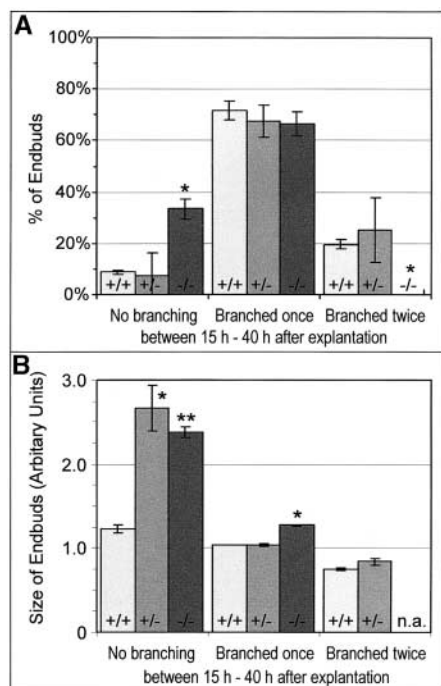 A
100%
80%
60%
40%
20%
0%
% of Endbuds
*
*
+/+ +/- -/- +/+ +/- -/- +/+ +/- -/-
No branching Branched once Branched twice
between 15 h - 40 h after explantation
B
3.0
2.0
1.0
0
Size of Endbuds (Arbitary Units)
*
**
*
+/+ +/- -/- +/+ +/- -/- +/+ +/- n.a.
No branching Branched once Branched twice
between 15 h - 40 h after explantation